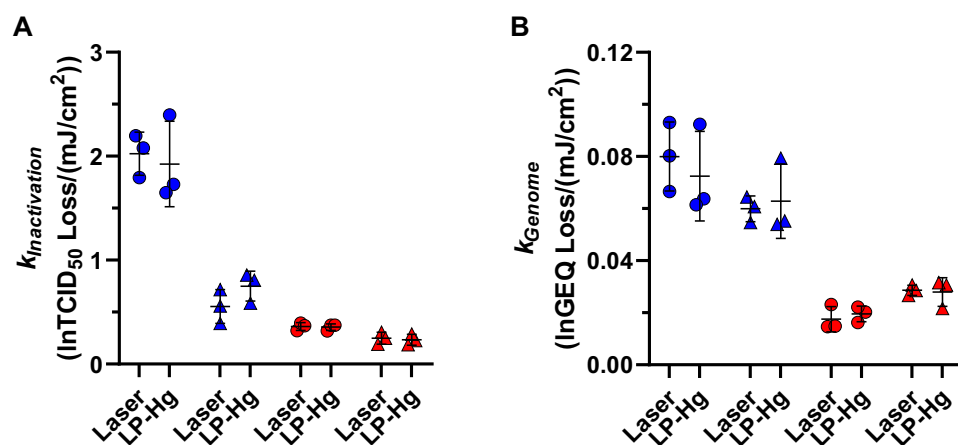 A
k_Inactivation
(lnTCID₅₀ Loss/(mJ/cm²))
3
2
1
0
Laser
LP-Hg
Laser
LP-Hg
Laser
LP-Hg
Laser
LP-Hg
B
k_Genome
(lnGEQ Loss/(mJ/cm²))
0.12
0.08
0.04
0.00
Laser
LP-Hg
Laser
LP-Hg
Laser
LP-Hg
Laser
LP-Hg